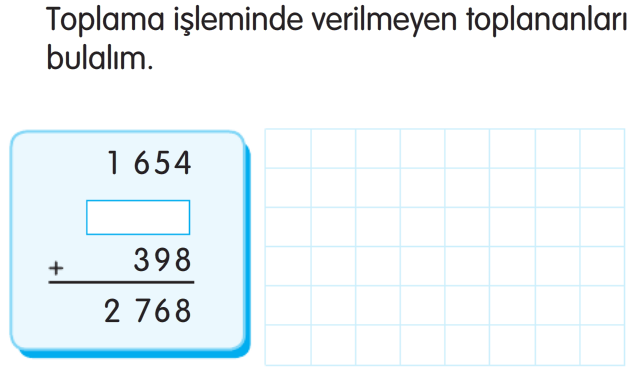 Toplama işleminde verilmeyen toplananları
bulalım.
1 654
+ 398
2 768